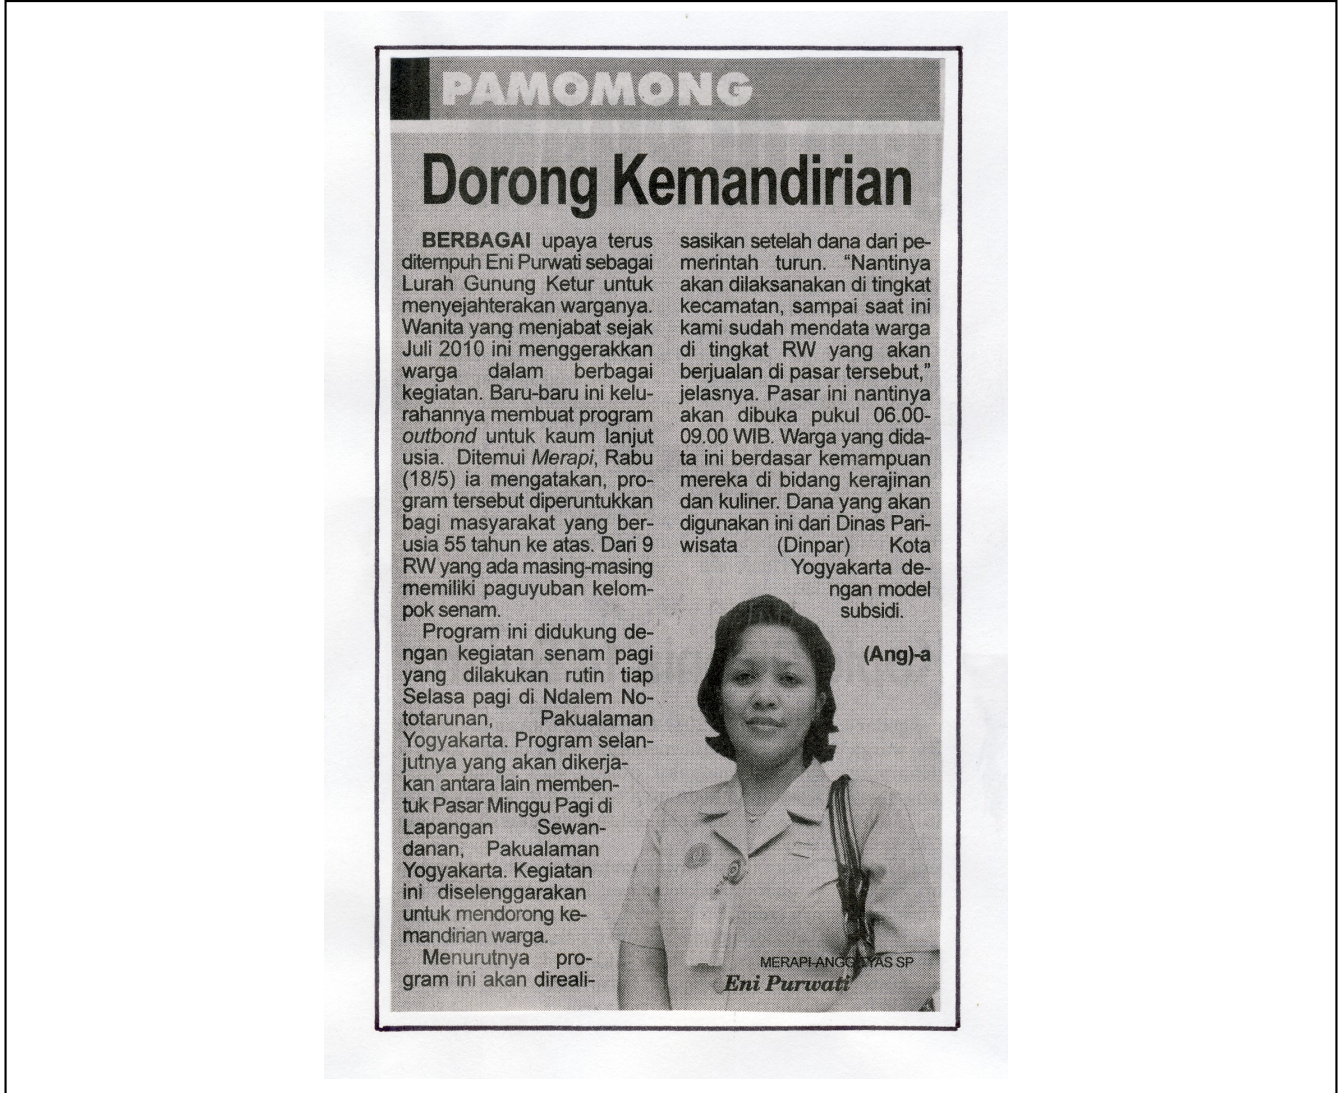 PAMOMONG
Dorong Kemandirian
BERBAGAI upaya terus
ditempuh Eni Purwati sebagai
Lurah Gunung Ketur untuk
menyejahterakan warganya.
Wanita yang menjabat sejak
Juli 2010 ini menggerakkan
warga dalam berbagai
kegiatan. Baru-baru ini kelu-
rahannya membuat program
outbond untuk kaum lanjut
usia. Ditemui Merapi, Rabu
(18/5) ia mengatakan, pro-
gram tersebut diperuntukkan
bagi masyarakat yang ber-
usia 55 tahun ke atas. Dari 9
RW yang ada masing-masing
memiliki paguyuban kelom-
pok senam.
Program ini didukung de-
ngan kegiatan senam pagi
yang dilakukan rutin tiap
Selasa pagi di Ndalem No-
totarunan, Pakualaman
Yogyakarta. Program selan-
jutnya yang akan dikerja-
kan antara lain memben-
tuk Pasar Minggu Pagi di
Lapangan Sewan-
danan, Pakualaman
Yogyakarta. Kegiatan
ini diselenggarakan
untuk mendorong ke-
mandirian warga.
Menurutnya pro-
gram ini akan direali-
sasikan setelah dana dari pe-
merintah turun. “Nantinya
akan dilaksanakan di tingkat
kecamatan, sampai saat ini
kami sudah mendata warga
di tingkat RW yang akan
berjualan di pasar tersebut,”
jelasnya. Pasar ini nantinya
akan dibuka pukul 06.00-
09.00 WIB. Warga yang dida-
ta ini berdasar kemampuan
mereka di bidang kerajinan
dan kuliner. Dana yang akan
digunakan ini dari Dinas Pari-
wisata (Dinpar) Kota
Yogyakarta de-
ngan model
subsidi.
(Ang)-a
MERAPI-ANGG YAS SP
Eni Purwati